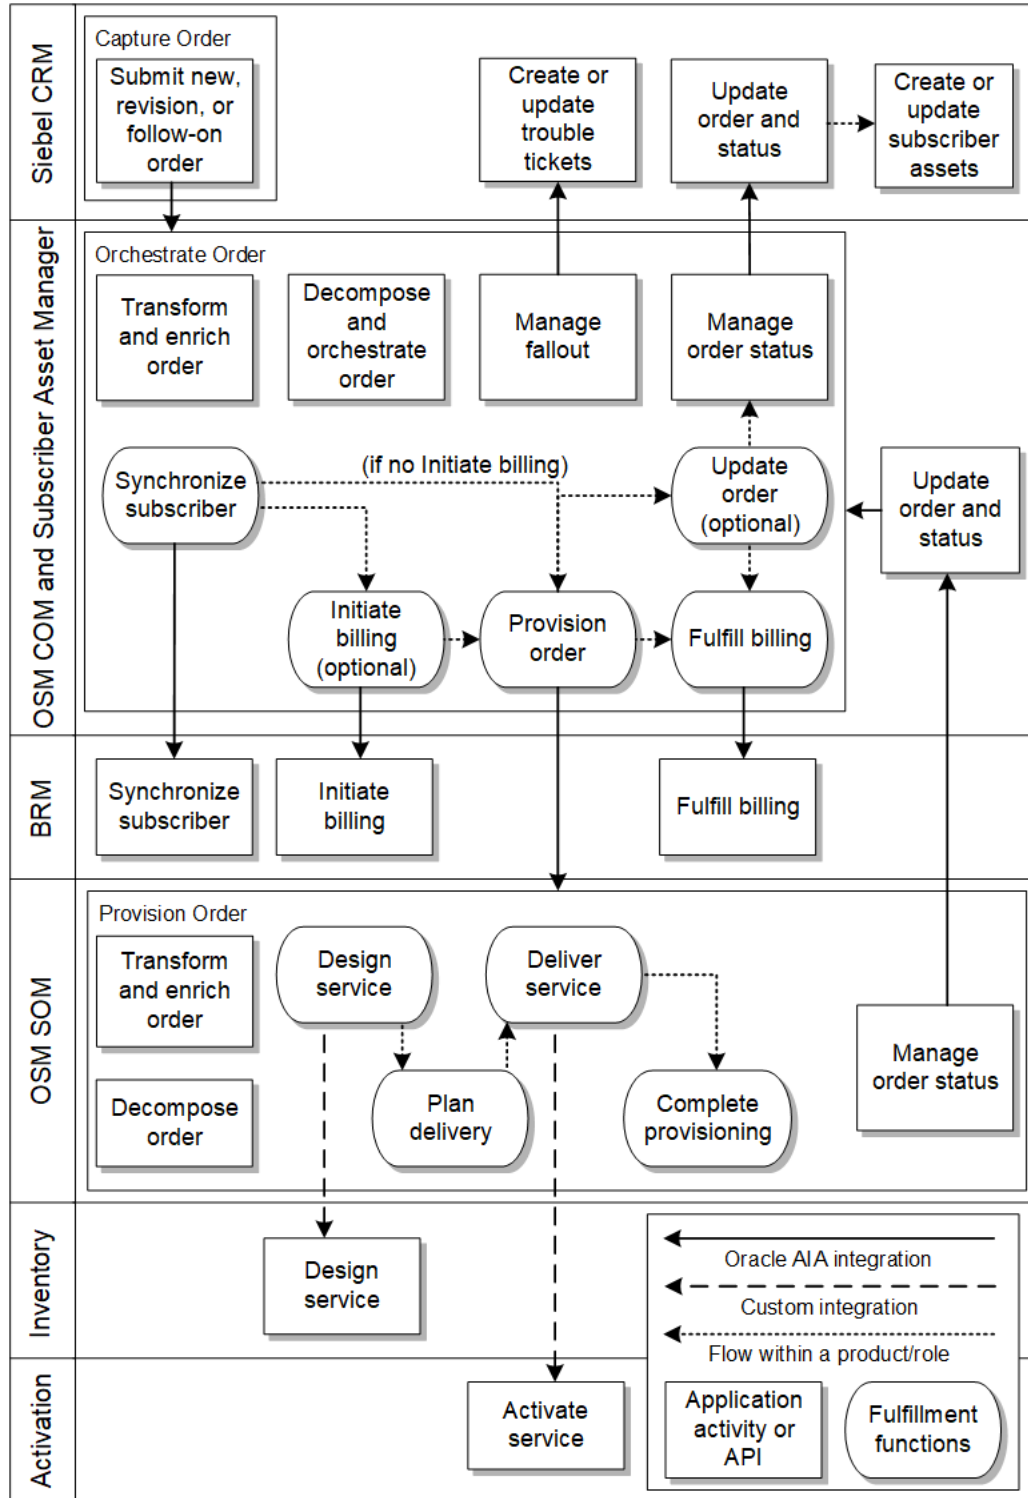 Siebel CRM
Capture Order
Submit new,
revision, or
follow-on
order
Create or
update
trouble
tickets
Update
order and
status
Create or
update
subscriber
assets
OSM COM and Subscriber Asset Manager
Orchestrate Order
Transform
and enrich
order
Decompose
and
orchestrate
order
Manage
fallout
Manage
order status
Synchronize
subscriber
(if no Initiate billing)
Update
order
(optional)
Update
order and
status
Initiate
billing
(optional)
Provision
order
Fulfill billing
BRM
Synchronize
subscriber
Initiate
billing
Fulfill billing
OSM SOM
Provision Order
Transform
and enrich
order
Design
service
Deliver
service
Manage
order status
Decompose
order
Plan
delivery
Complete
provisioning
Inventory
Design
service
Activation
Activate
service
Oracle AIA integration
Custom integration
Flow within a product/role
Application
activity or
API
Fulfillment
functions